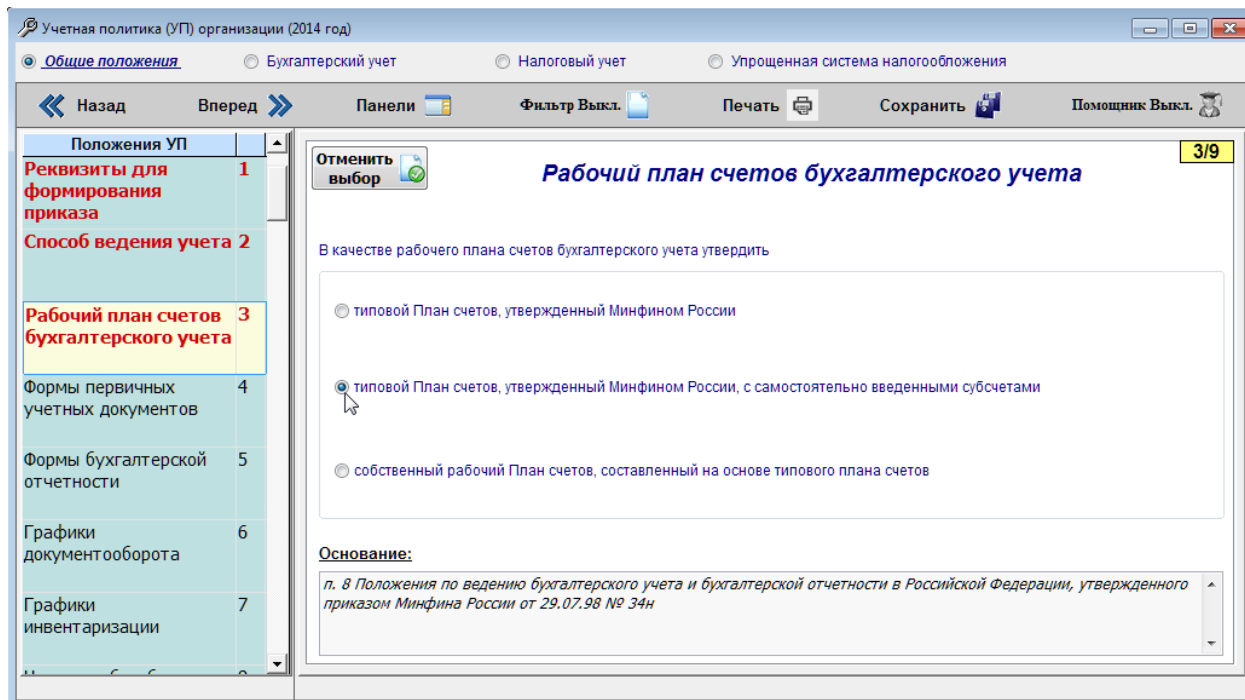 Учетная политика (УП) организации (2014 год)
Общие положения Бухгалтерский учет Налоговый учет Упрощенная система налогообложения
Назад Вперед Панели Фильтр Выкл. Печать Сохранить Помощник Выкл.
Положения УП
Реквизиты для 1
формирования
приказа
Способ ведения учета 2
Рабочий план счетов 3
бухгалтерского учета
Формы первичных 4
учетных документов
Формы бухгалтерской 5
отчетности
Графики 6
документооборота
Графики 7
инвентаризации
Отменить
выбор
Рабочий план счетов бухгалтерского учета
3/9
В качестве рабочего плана счетов бухгалтерского учета утвердить
типовой План счетов, утвержденный Минфином России
типовой План счетов, утвержденный Минфином России, с самостоятельно введенными субсчетами
собственный рабочий План счетов, составленный на основе типового плана счетов
Основание:
п. 8 Положения по ведению бухгалтерского учета и бухгалтерской отчетности в Российской Федерации, утвержденного
приказом Минфина России от 29.07.98 № 34н